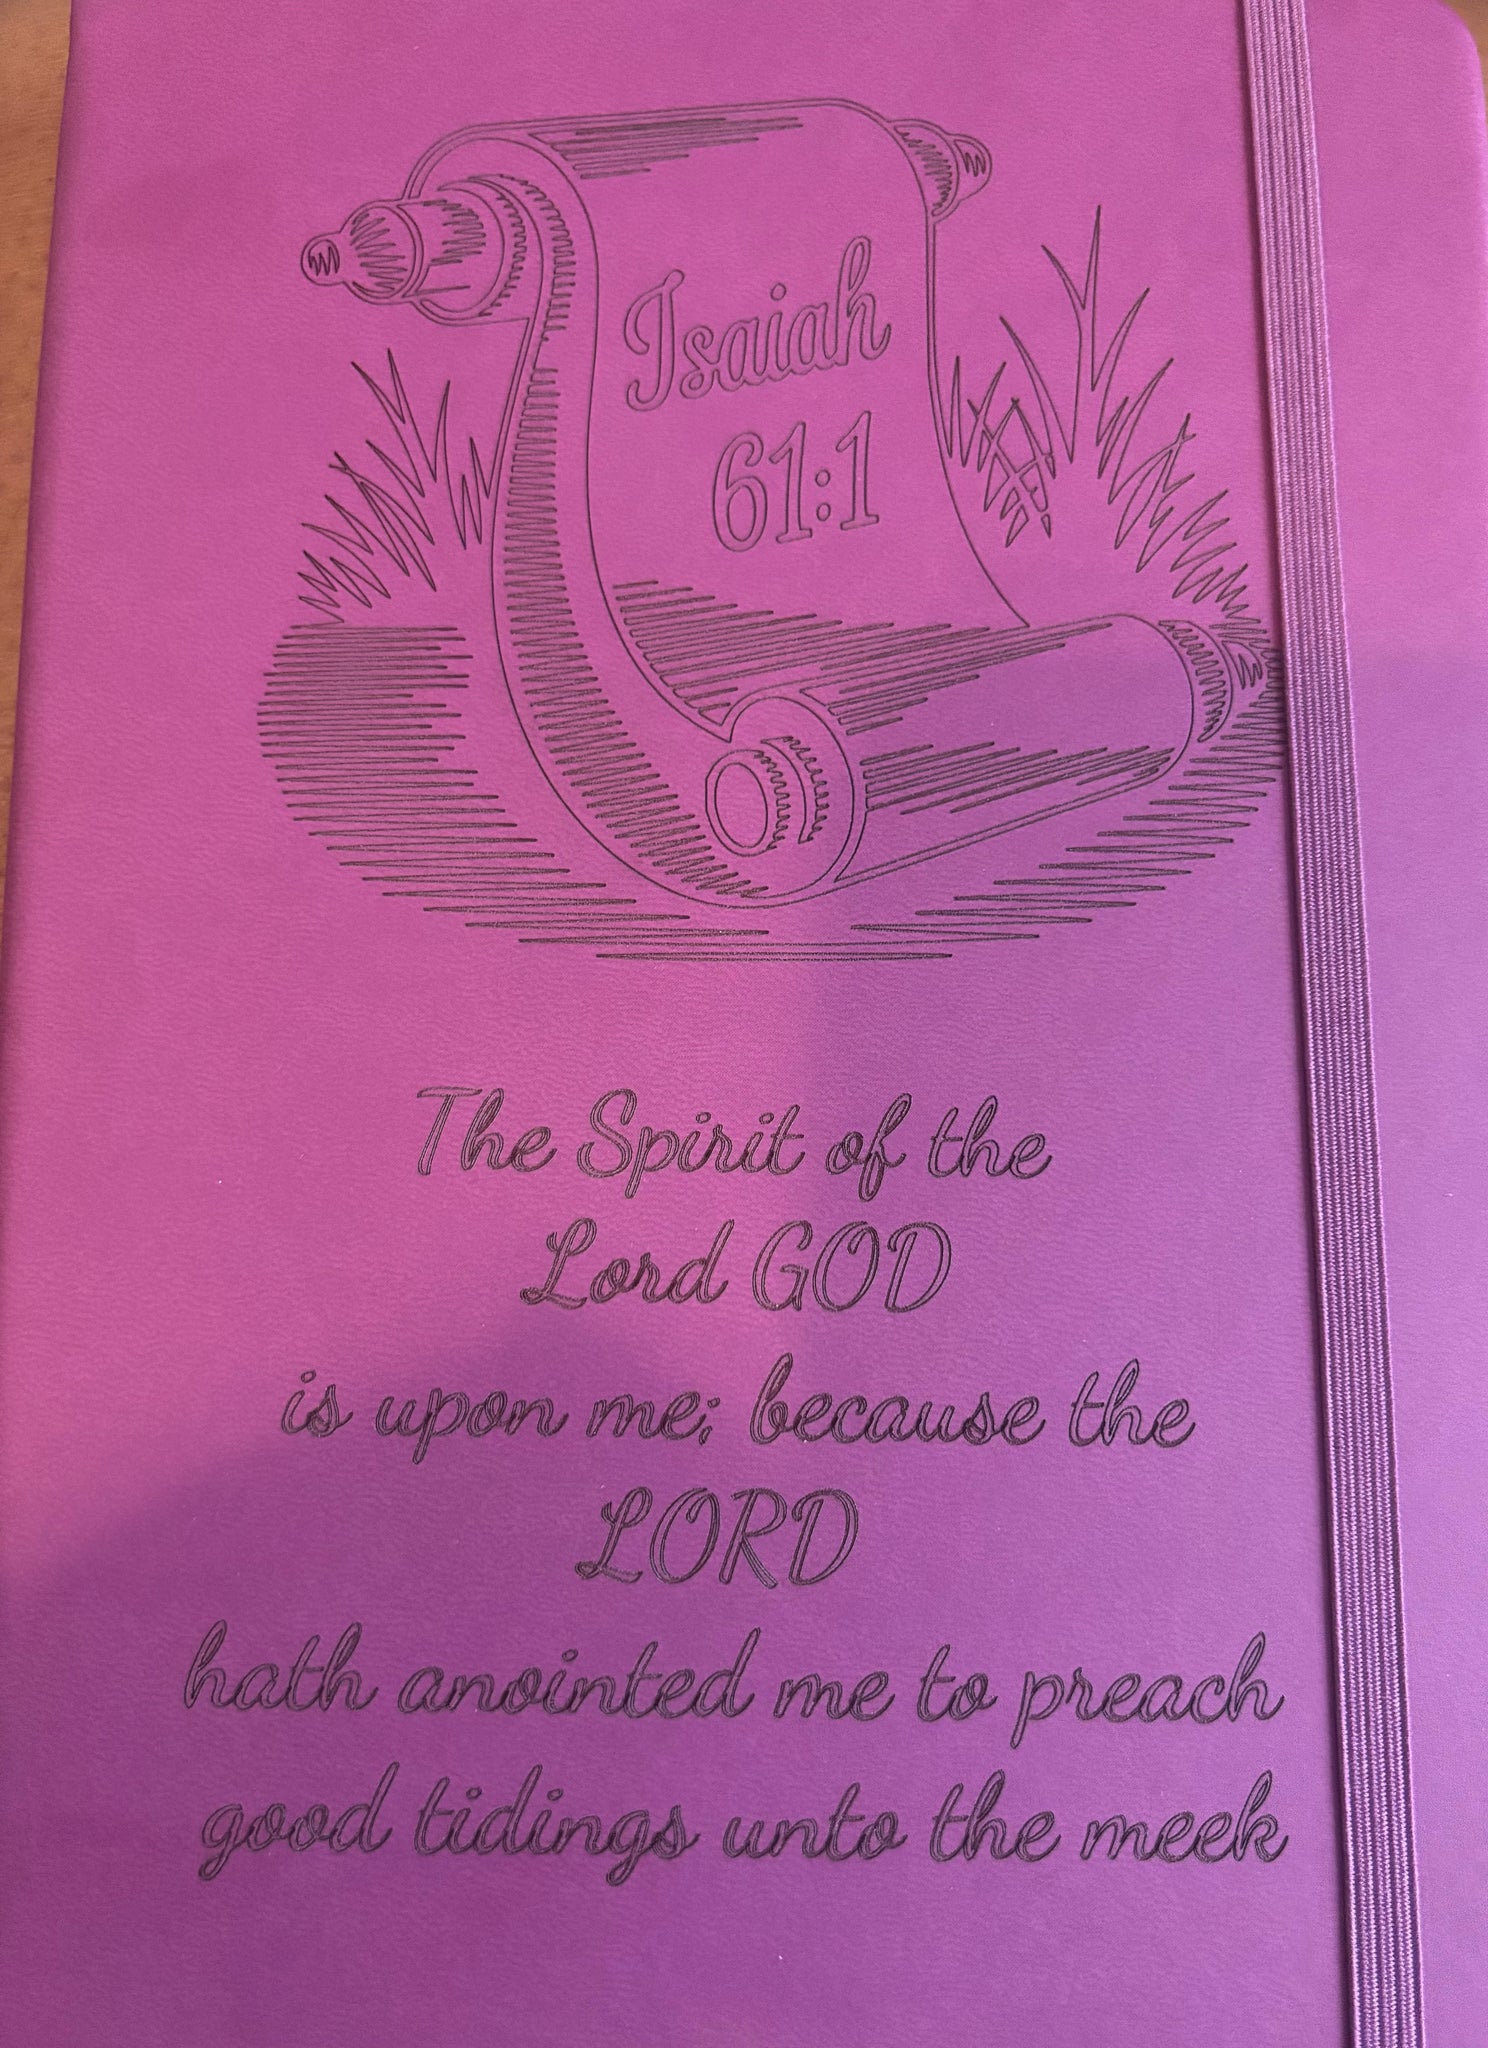 Isaiah
61:1
The Spirit of the
Lord GOD
is upon me; because the
LORD
hath anointed me to preach
good tidings unto the meek